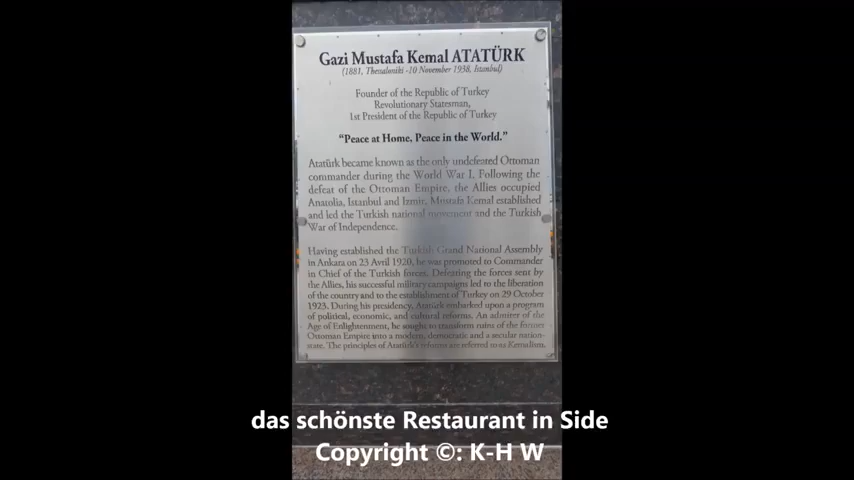 Gazi Mustafa Kemal ATATÜRK
(1881, Thessaloniki -10 November 1938, Istanbul)
Founder of the Republic of Turkey
Revolutionary Statesman,
1st President of the Republic of Turkey
“Peace at Home, Peace in the World.”
Atatürk became known as the only undefeated Ottoman
commander during the World War I. Following the
defeat of the Ottoman Empire, the Allies occupied
Anatolia, Istanbul and Izmir. Mustafa Kemal established
and led the Turkish national movement and the Turkish
War of Independence.
Having established the Turkish Grand National Assembly
in Ankara on 23 Avril 1920, he was promoted to Commander
in Chief of the Turkish forces. Defeating the forces sent by
the Allies, his successful military campaigns led to the liberation
of the country and to the establishment of Turkey on 29 October
1923. During his presidency, Atatürk embarked upon a program
of political, economic, and cultural reforms. An admirer of the
Age of Enlightenment, he sought to transform ruins of the former
Ottoman Empire into a modern, democratic and a secular nation-
state. The principles of Atatürk's reforms are referred to as Kemalism.
das schönste Restaurant in Side
Copyright ©: K-H W